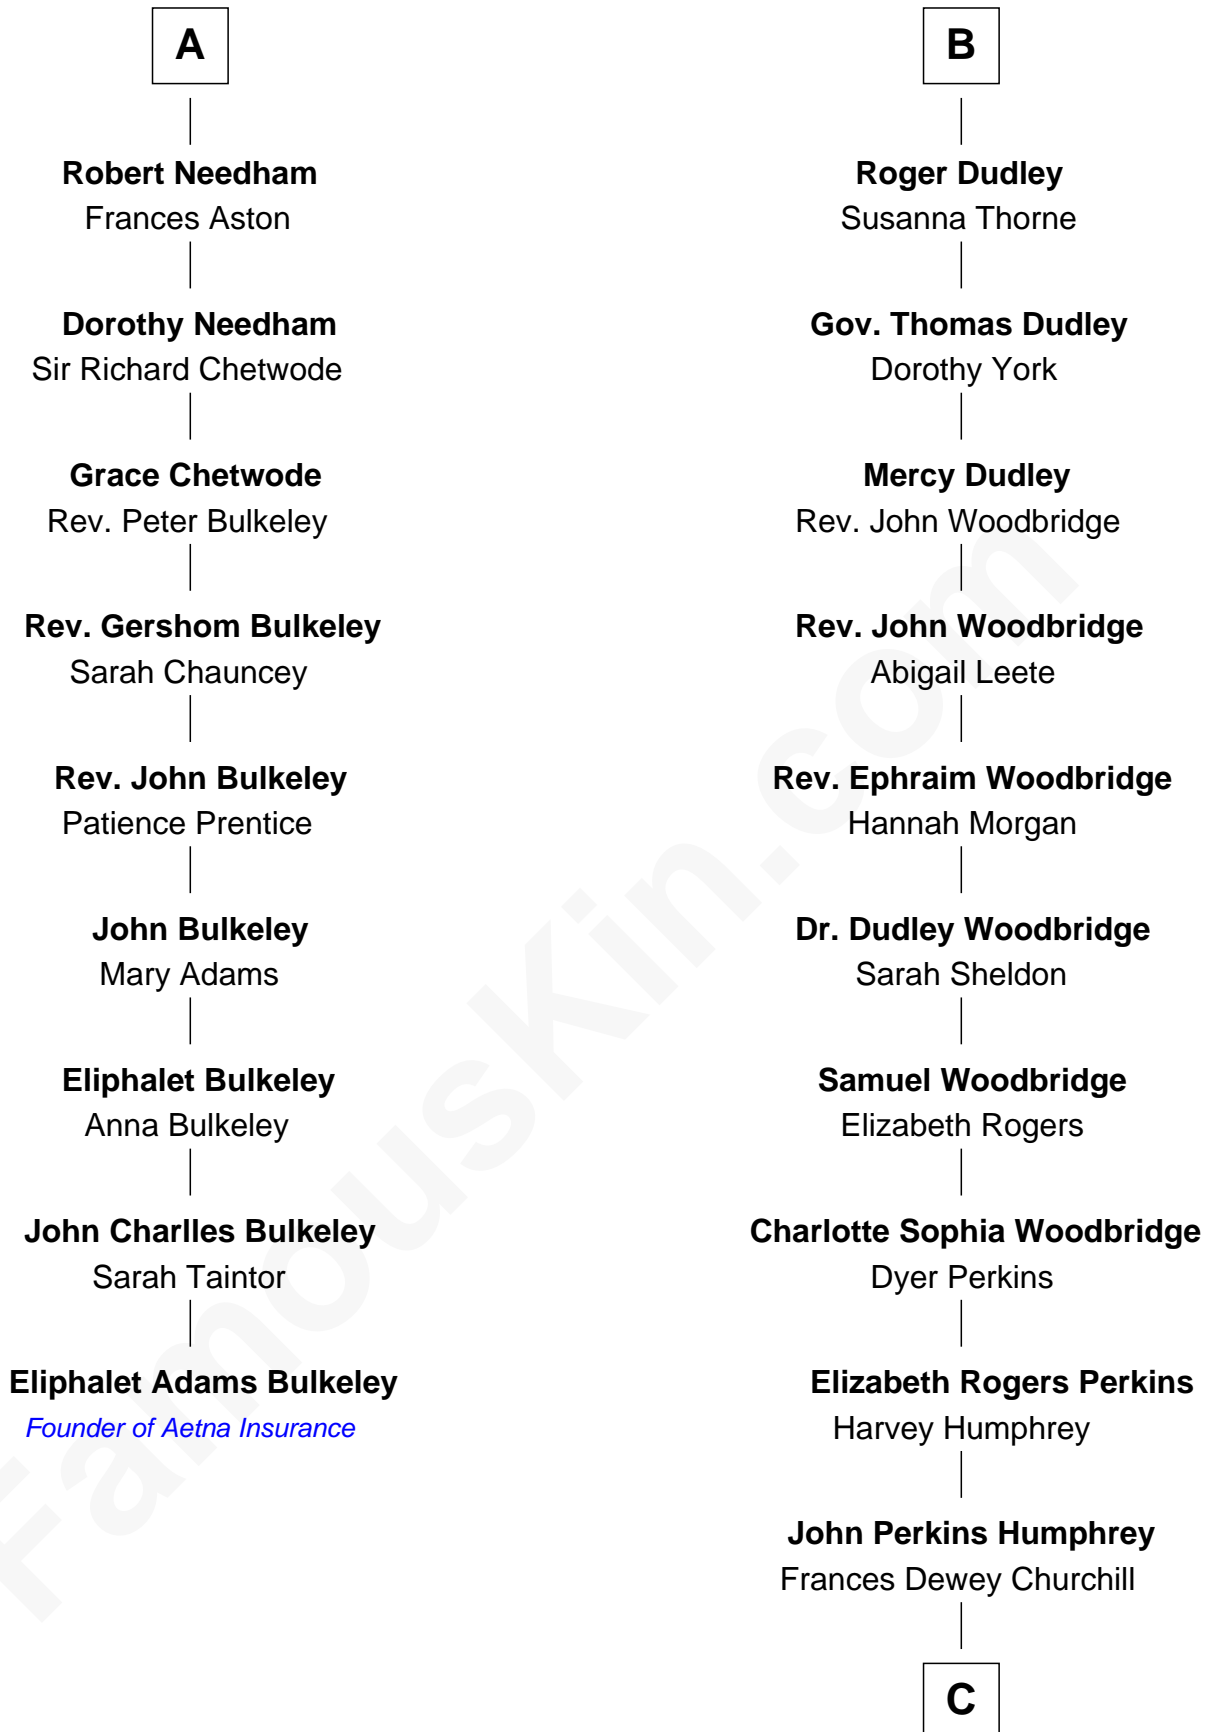 A
Robert Needham
Frances Aston
Dorothy Needham
Sir Richard Chetwode
Grace Chetwode
Rev. Peter Bulkeley
Rev. Gershom Bulkeley
Sarah Chauncey
Rev. John Bulkeley
Patience Prentice
John Bulkeley
Mary Adams
Eliphalet Bulkeley
Anna Bulkeley
John Charlles Bulkeley
Sarah Taintor
Eliphalet Adams Bulkeley
Founder of Aetna Insurance
B
Roger Dudley
Susanna Thorne
Gov. Thomas Dudley
Dorothy York
Mercy Dudley
Rev. John Woodbridge
Rev. John Woodbridge
Abigail Leete
Rev. Ephraim Woodbridge
Hannah Morgan
Dr. Dudley Woodbridge
Sarah Sheldon
Samuel Woodbridge
Elizabeth Rogers
Charlotte Sophia Woodbridge
Dyer Perkins
Elizabeth Rogers Perkins
Harvey Humphrey
John Perkins Humphrey
Frances Dewey Churchill
C
FamousKin.com